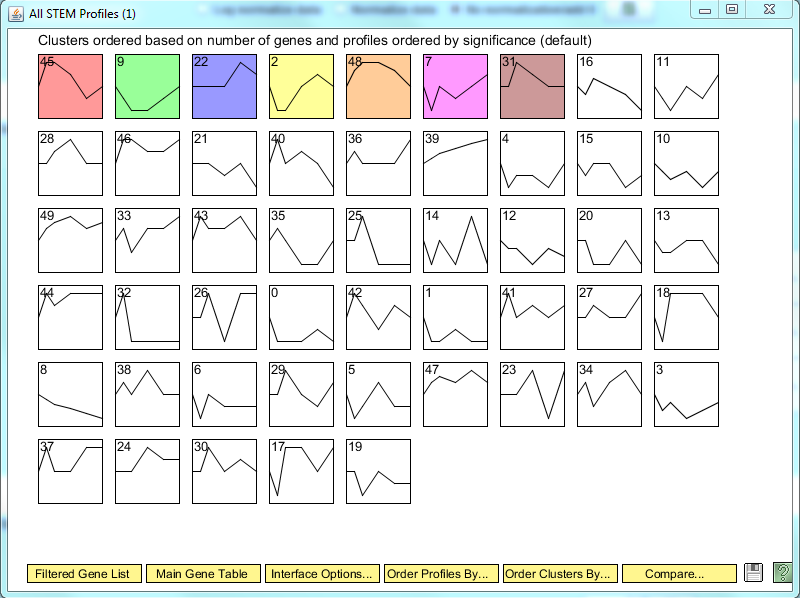 All STEM Profiles (1)
Clusters ordered based on number of genes and profiles ordered by significance (default)
45 9 22 2 48 7 31 16 11
28 46 21 40 36 39 4 15 10
49 33 43 35 25 14 12 20 13
44 32 26 0 42 1 41 27 18
8 38 6 29 5 47 23 34 3
37 24 30 17 19
Filtered Gene List Main Gene Table Interface Options... Order Profiles By... Order Clusters By... Compare... ?